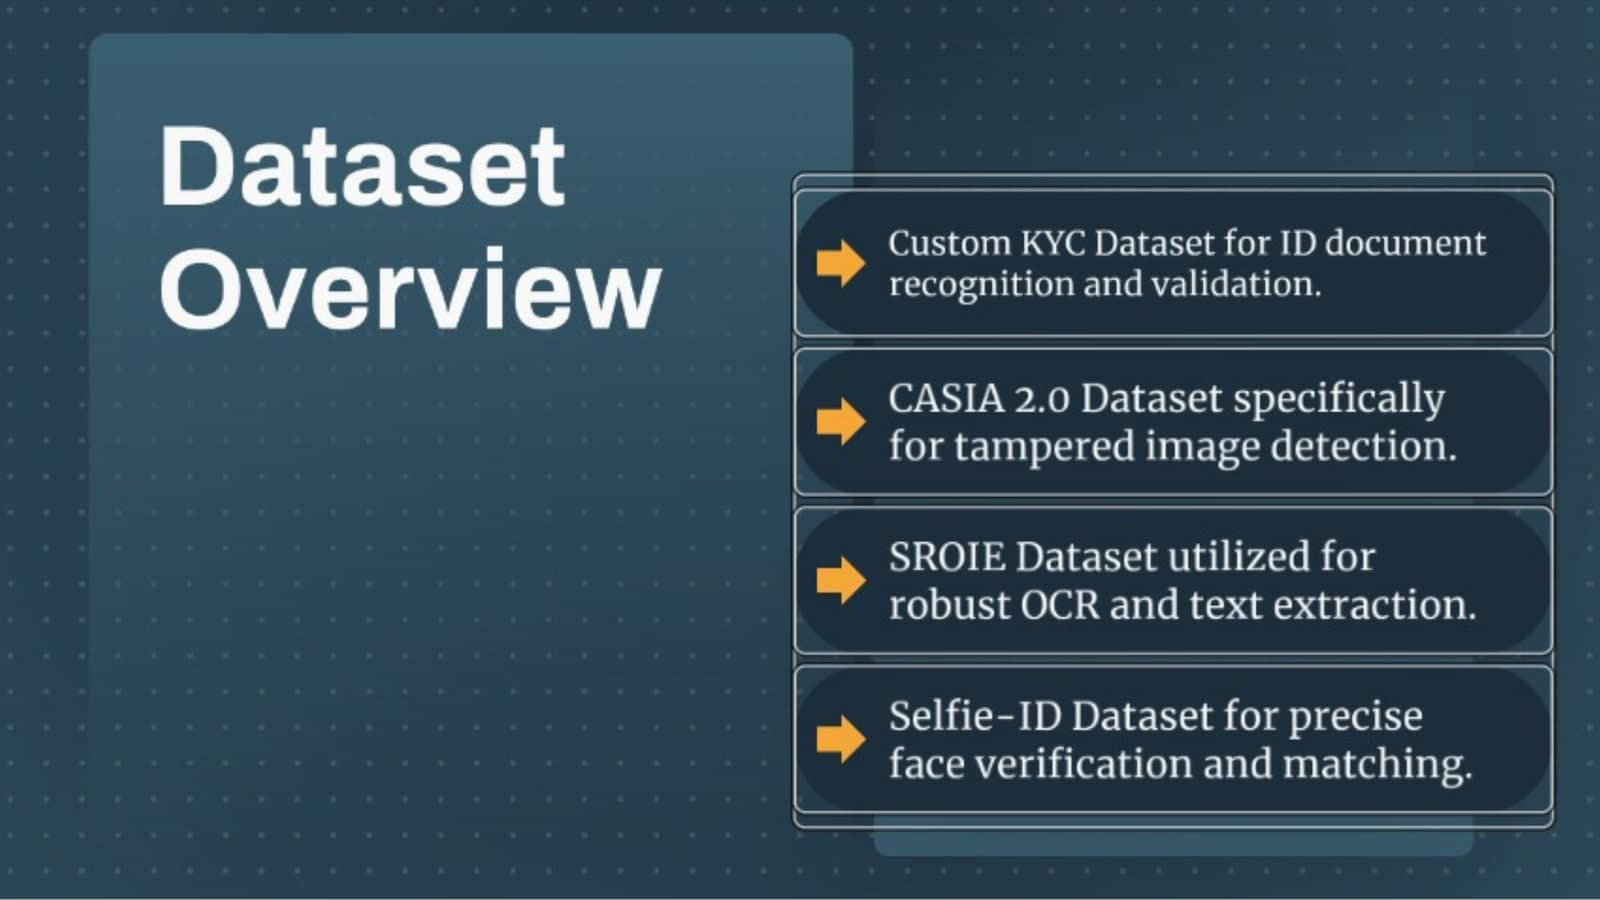 Dataset
Overview
Custom KYC Dataset for ID document
recognition and validation.
CASIA 2.0 Dataset specifically
for tampered image detection.
SROIE Dataset utilized for
robust OCR and text extraction.
Selfie-ID Dataset for precise
face verification and matching.